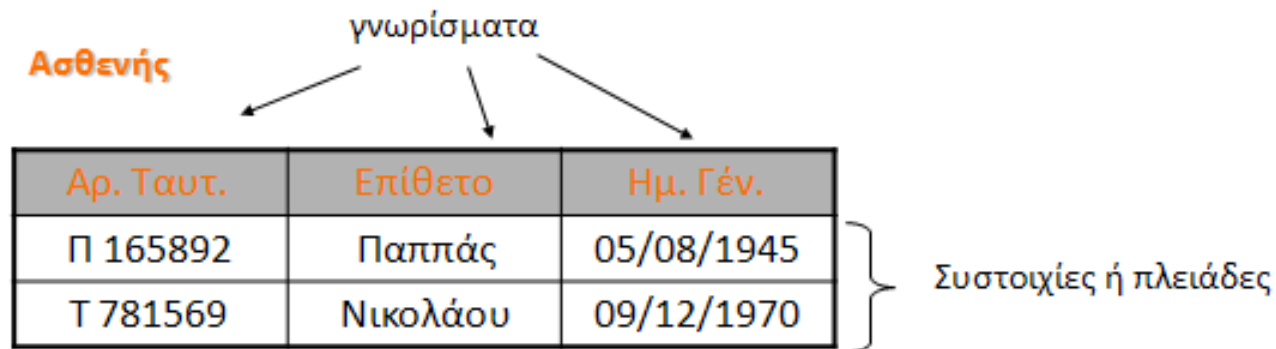 γνωρίσματα
Ασθενής
Αρ. Ταυτ. Επίθετο Ημ. Γέν.
Π 165892 Παππάς 05/08/1945
Τ 781569 Νικολάου 09/12/1970
Συστοιχίες ή πλειάδες